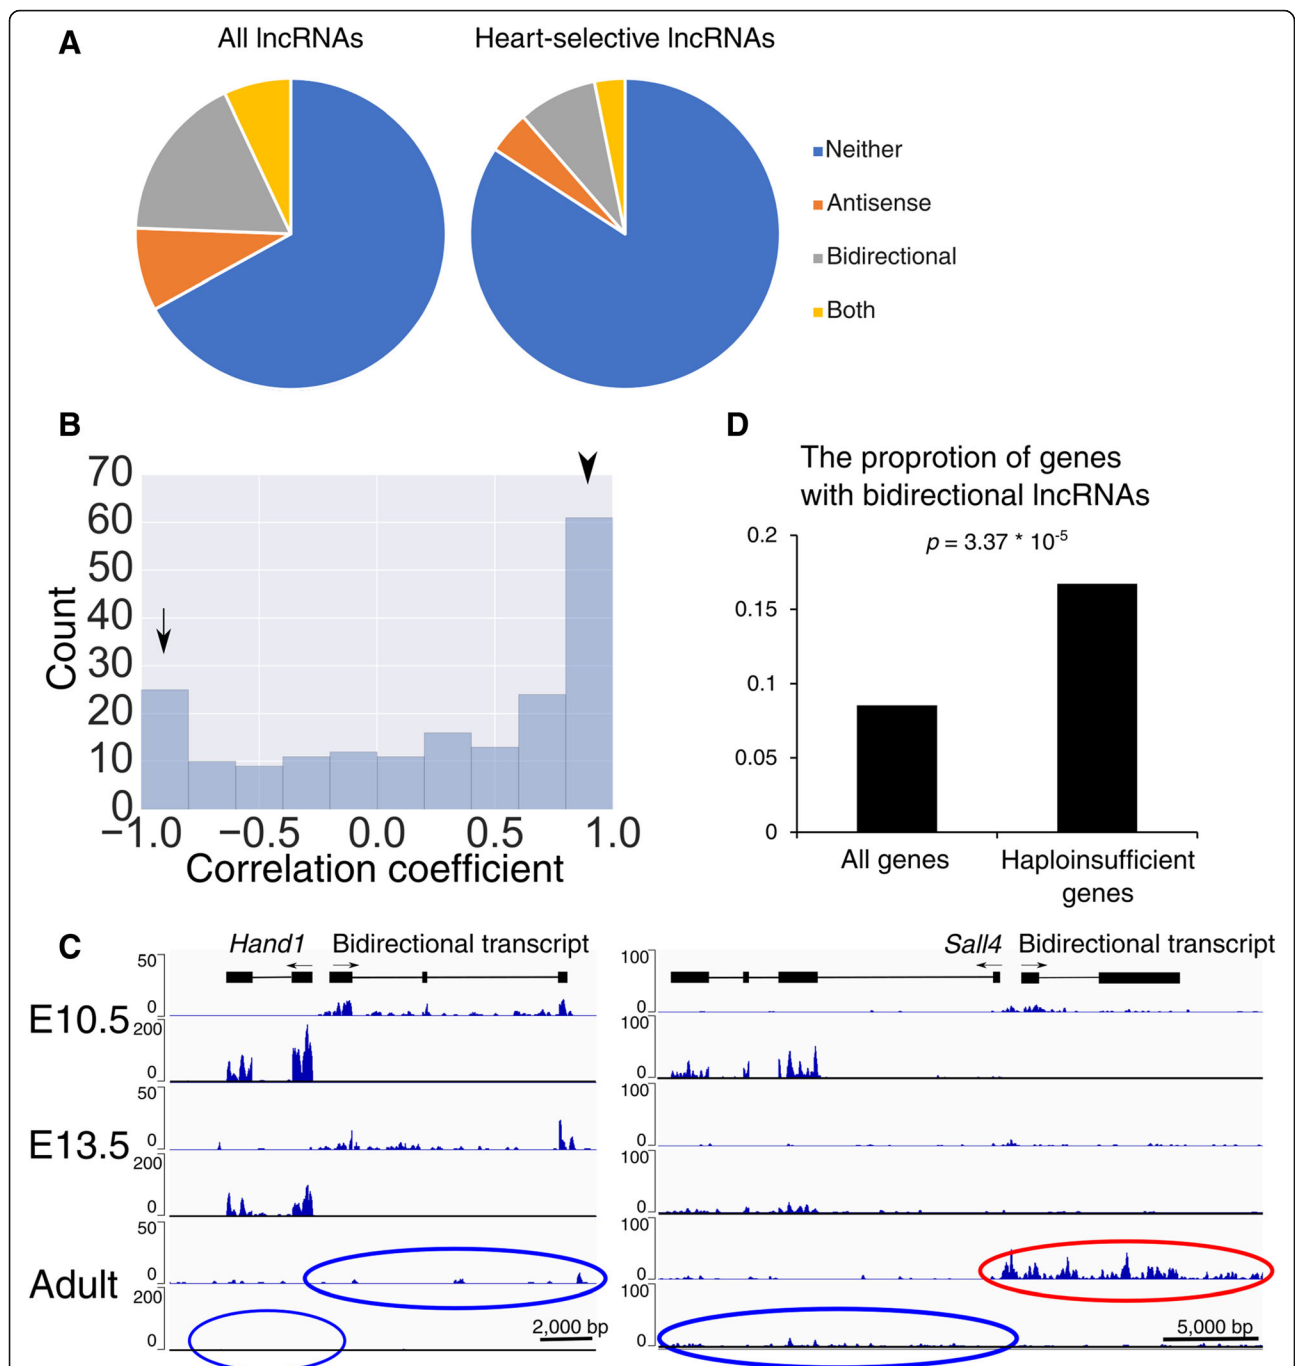 A
All lncRNAs
Heart-selective lncRNAs
Neither
Antisense
Bidirectional
Both
B
70
60
50
40
30
20
10
0
Count
−1.0
−0.5
0.0
0.5
1.0
Correlation coefficient
D
The proprotion of genes
with bidirectional lncRNAs
p = 3.37 * 10-5
0.2
0.15
0.1
0.05
0
All genes
Haploinsufficient
genes
C
Hand1
Bidirectional transcript
Sall4
Bidirectional transcript
E10.5
50
0
200
0
100
0
100
0
E13.5
50
0
200
0
100
0
100
0
Adult
50
0
200
0
2,000 bp
100
0
100
0
5,000 bp